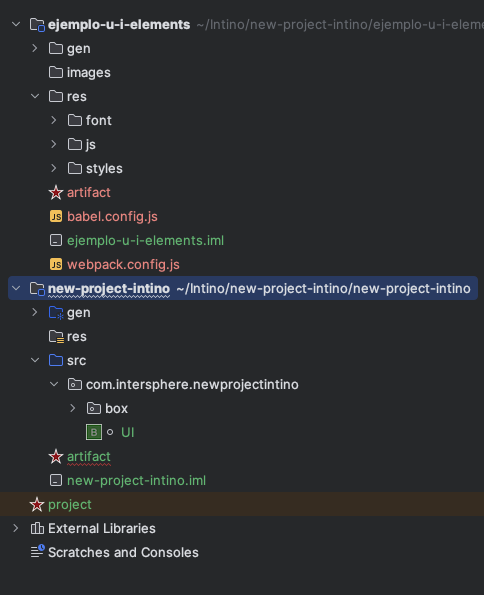 ejemplo-u-i-elements ~/Intino/new-project-intino/ejemplo-u-i-eleme
gen
images
res
font
js
styles
artifact
JS babel.config.js
ejemplo-u-i-elements.iml
JS webpack.config.js
new-project-intino ~/Intino/new-project-intino/new-project-intino
gen
res
src
com.intersphere.newprojectintino
box
B UI
artifact
new-project-intino.iml
project
External Libraries
Scratches and Consoles